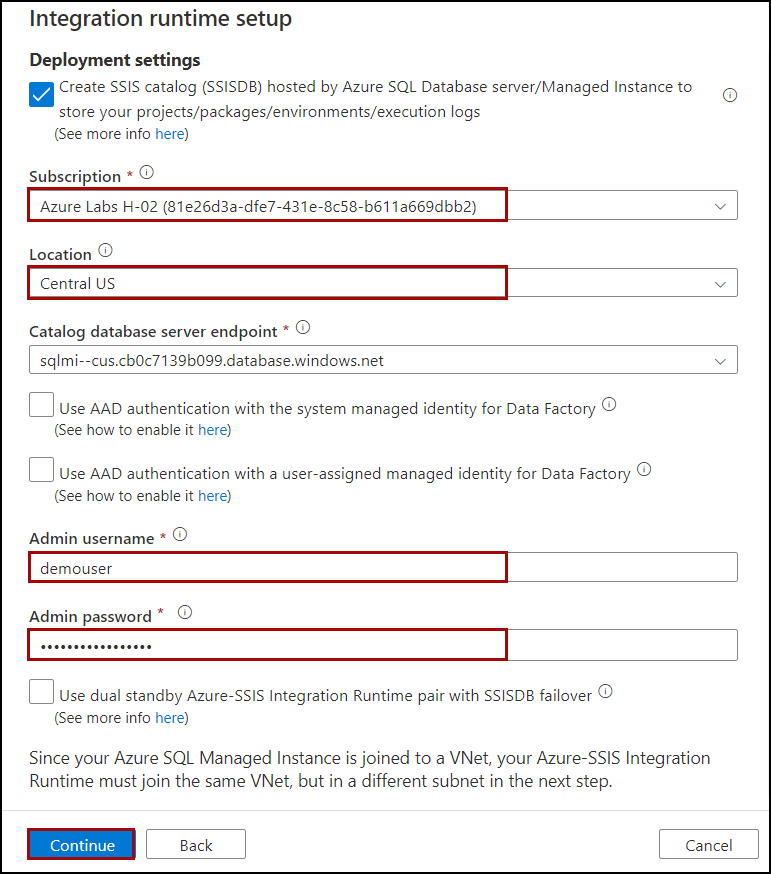 Integration runtime setup
Deployment settings
Create SSIS catalog (SSISDB) hosted by Azure SQL Database server/Managed Instance to
store your projects/packages/environments/execution logs
(See more info here)
Subscription *
Azure Labs H-02 (81e26d3a-dfe7-431e-8c58-b611a669dbb2)
Location
Central US
Catalog database server endpoint *
sqlmi--cus.cb0c7139b099.database.windows.net
Use AAD authentication with the system managed identity for Data Factory
(See how to enable it here)
Use AAD authentication with a user-assigned managed identity for Data Factory
(See how to enable it here)
Admin username *
demouser
Admin password *
•••••••••••••••••
Use dual standby Azure-SSIS Integration Runtime pair with SSISDB failover
(See more info here)
Since your Azure SQL Managed Instance is joined to a VNet, your Azure-SSIS Integration
Runtime must join the same VNet, but in a different subnet in the next step.
Continue
Back
Cancel